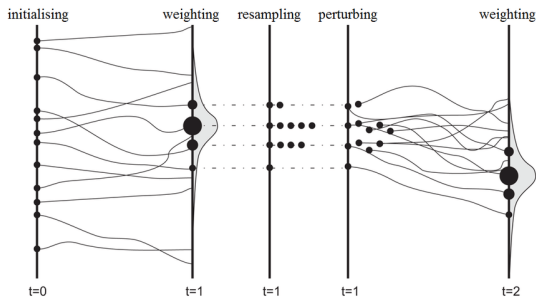 initialising weighting resampling perturbing weighting
t=0 t=1 t=1 t=1 t=2